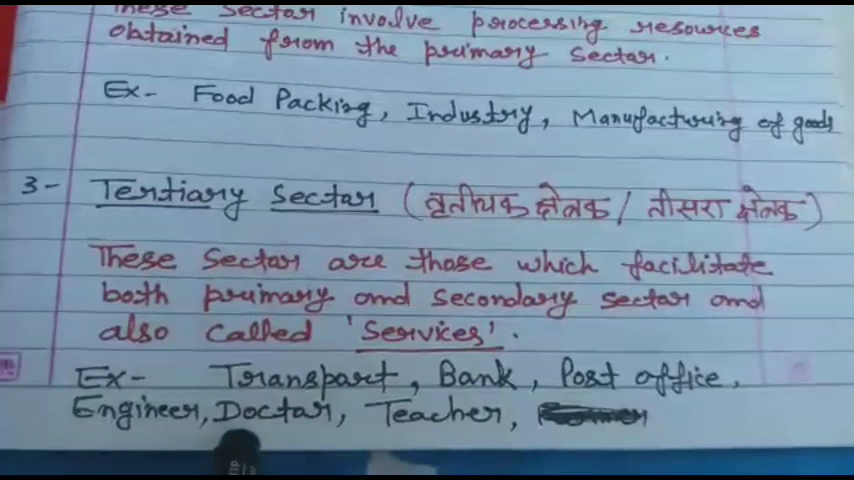 These Sector involve processing resources
obtained from the primary Sector.
Ex- Food Packing, Industry, Manufacturing of goods
3- Tertiary Sector (तृतीयक क्षेत्रक / तीसरा क्षेत्रक)
These Sector are those which facilitate
both primary and secondary sector and
also called 'Services'.
Ex- Transpart, Bank, Post office,
Engineer, Doctar, Teacher,